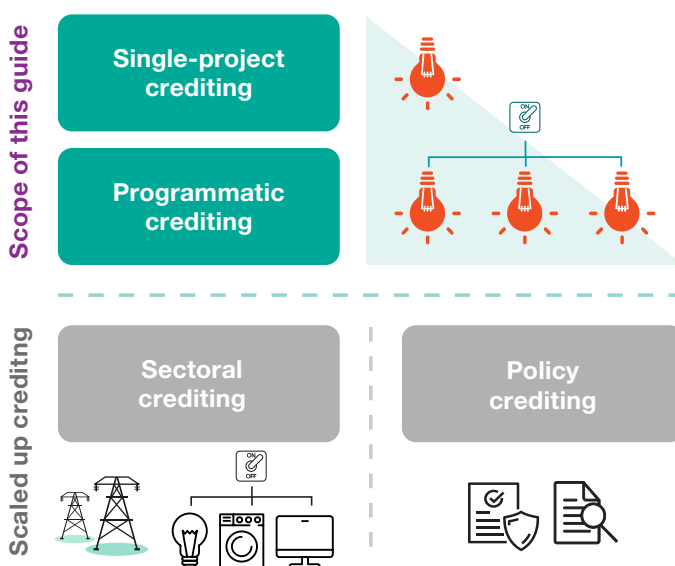 Scope of this guide
Single-project
crediting
ON
OFF
Programmatic
crediting
Scaled up creditng
Sectoral
crediting
Policy
crediting
ON
OFF